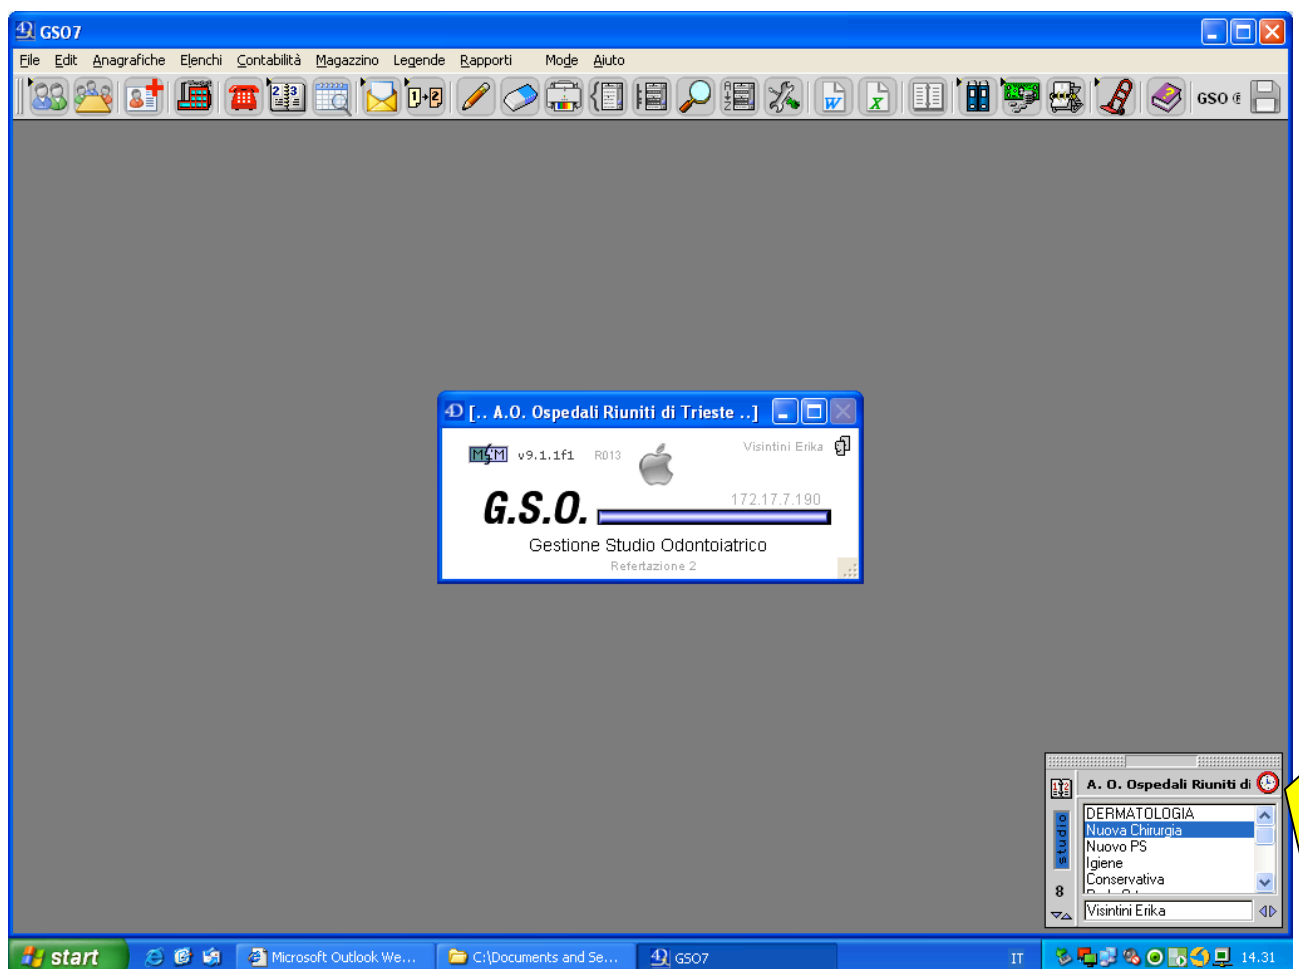 GSO7
File Edit Anagrafiche Elenchi Contabilità Magazzino Legende Rapporti Mode Aiuto
GSO
[.. A.O. Ospedali Riuniti di Trieste ..]
v9.1.1f1 R013
Visintini Erika
172.17.7.190
G.S.O.
Gestione Studio Odontoiatrico
Refertazione 2
A. O. Ospedali Riuniti di
studio
8
DERMATOLOGIA
Nuova Chirurgia
Nuovo PS
Igiene
Conservativa
Visintini Erika
start
Microsoft Outlook We...
C:\Documents and Se...
GSO7
IT
14.31